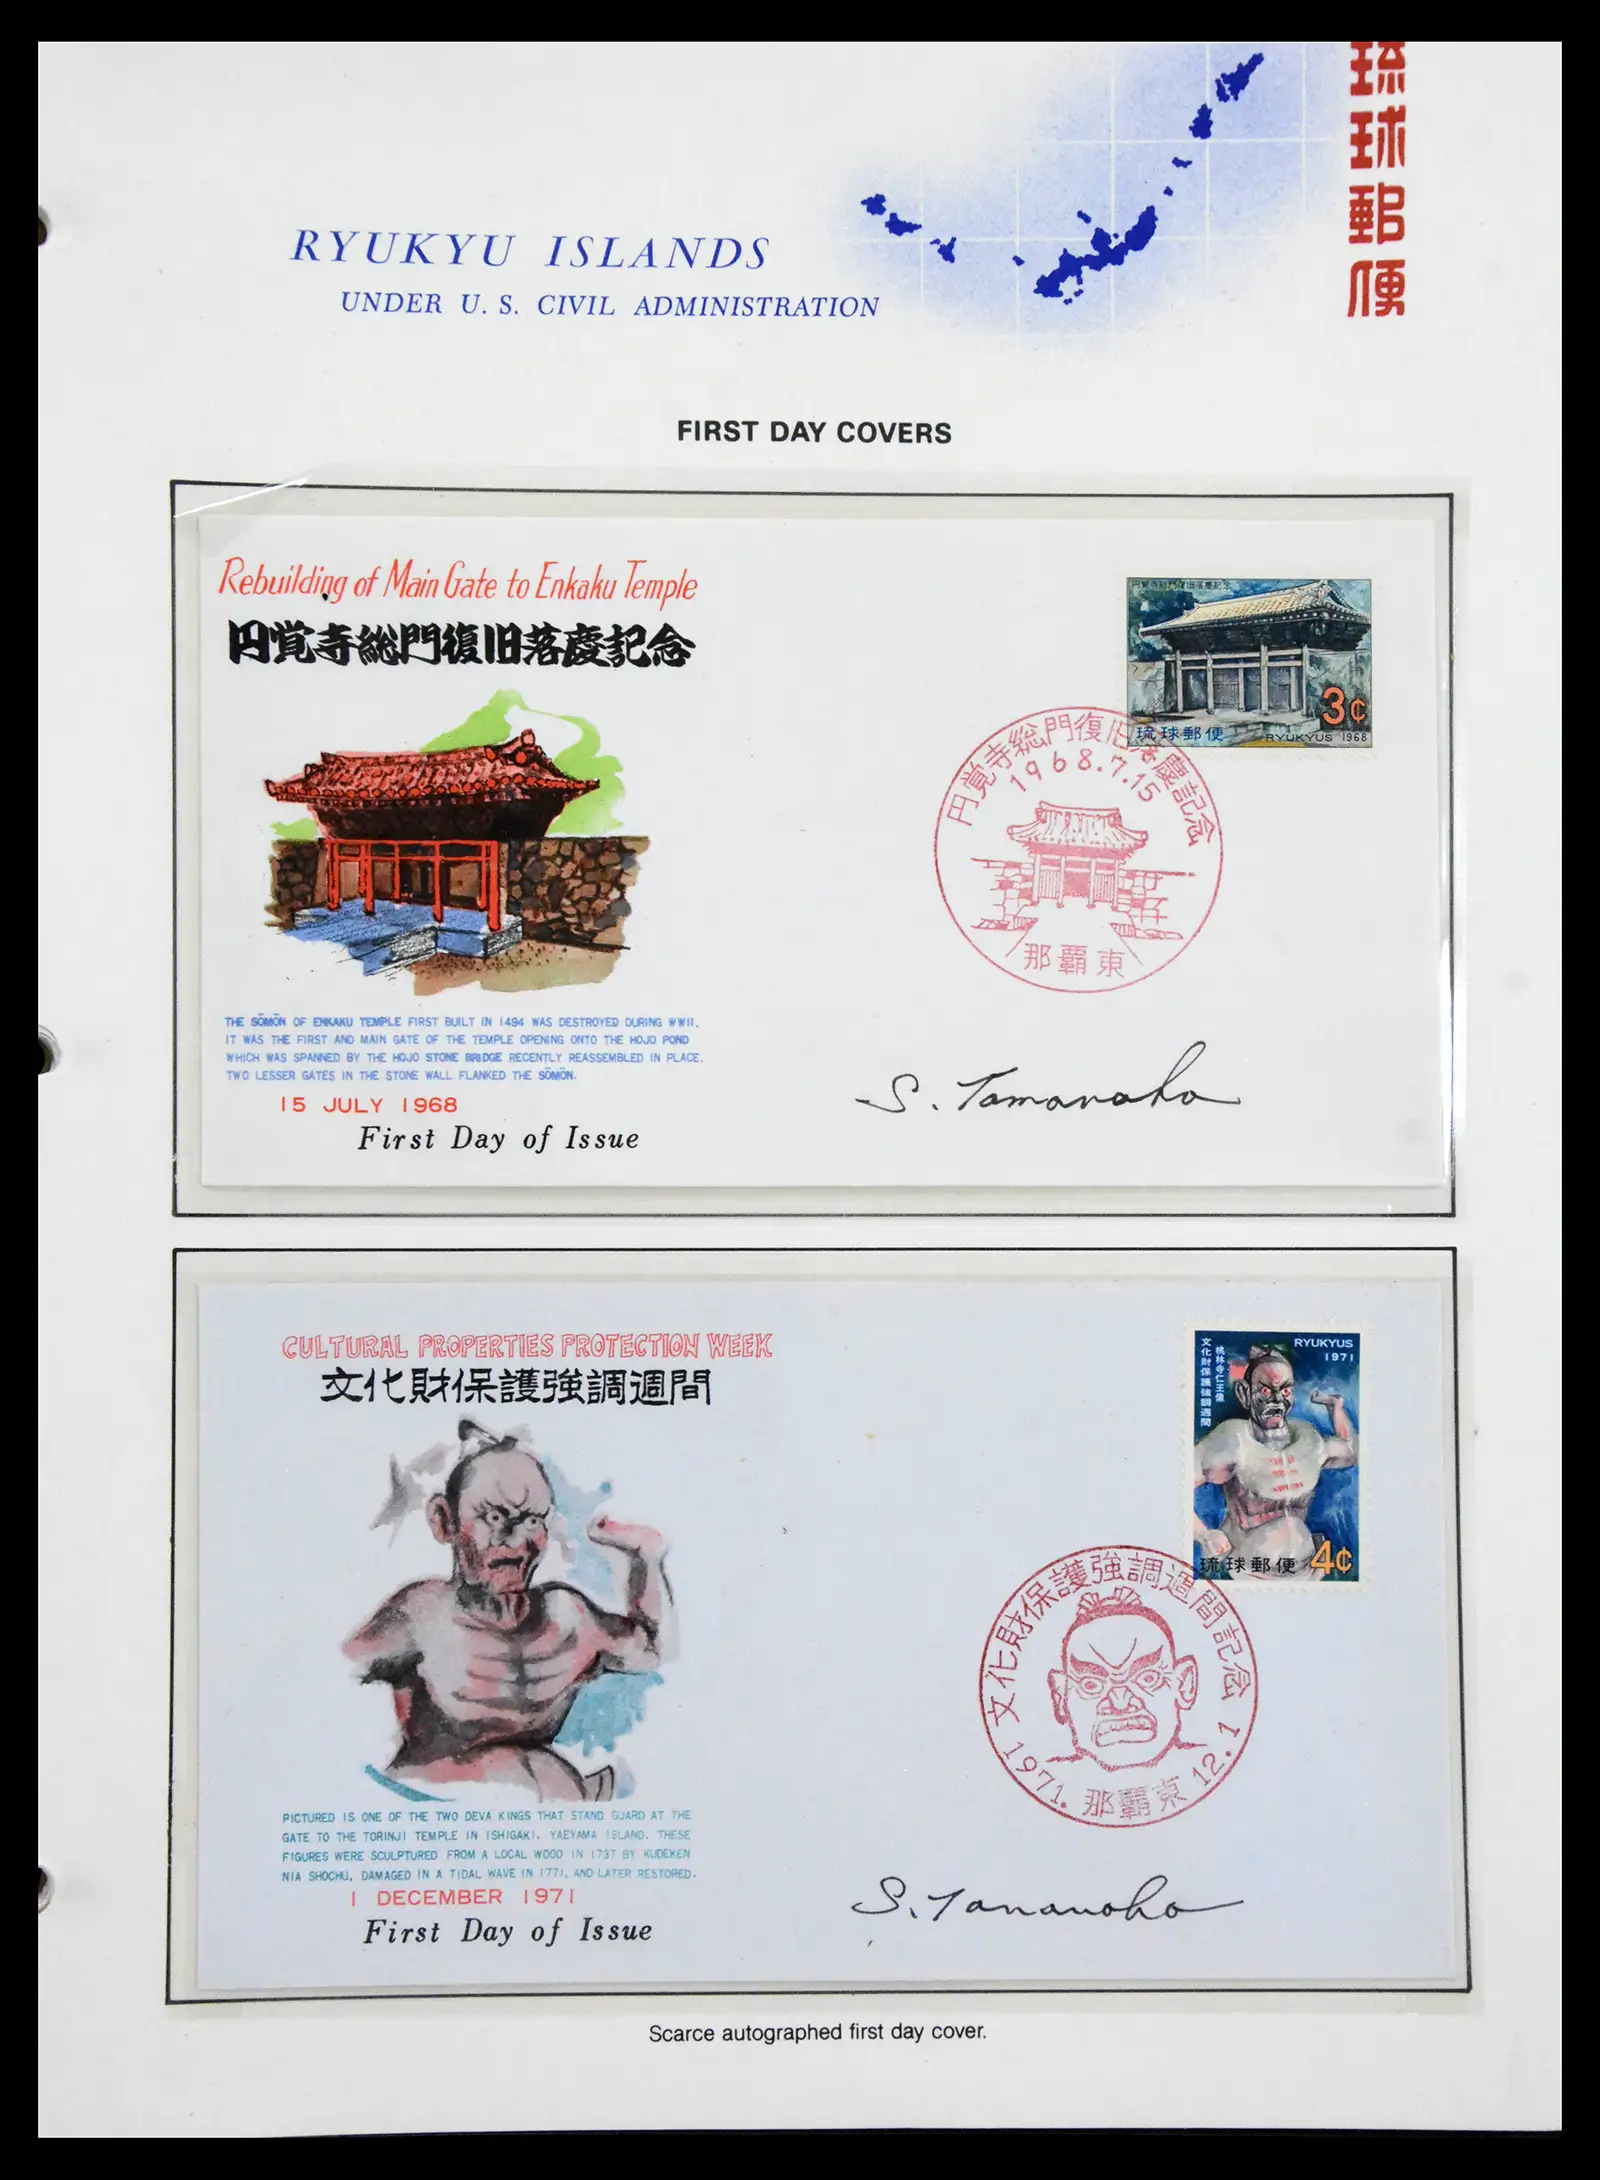 琉球郵便
RYUKYU ISLANDS
UNDER U. S. CIVIL ADMINISTRATION
FIRST DAY COVERS
Rebuilding of Main Gate to Enkaku Temple
円覚寺総門復旧落慶記念
円覚寺総門復旧落慶記念
3¢
琉球郵便
RYUKYUS 1968
円覚寺総門復旧落慶記念
1968.7.15
那覇東
THE SŌMŌN OF ENKAKU TEMPLE FIRST BUILT IN 1494 WAS DESTROYED DURING WWII.
IT WAS THE FIRST AND MAIN GATE OF THE TEMPLE OPENING ONTO THE HOJO POND
WHICH WAS SPANNED BY THE HOJO STONE BRIDGE RECENTLY REASSEMBLED IN PLACE.
TWO LESSER GATES IN THE STONE WALL FLANKED THE SŌMŌN.
15 JULY 1968
First Day of Issue
S. Tamanaha
CULTURAL PROPERTIES PROTECTION WEEK
文化財保護強調週間
RYUKYUS
1971
文化財保護強調週間
桃林寺仁王像
琉球郵便
4¢
文化財保護強調週間記念
1971. 那覇東 12.1
PICTURED IS ONE OF THE TWO DEVA KINGS THAT STAND GUARD AT THE
GATE TO THE TORINJI TEMPLE IN ISHIGAKI, YAEYAMA ISLAND. THESE
FIGURES WERE SCULPTURED FROM A LOCAL WOOD IN 1737 BY KUDEKEN
NIA SHOCHU, DAMAGED IN A TIDAL WAVE IN 1771, AND LATER RESTORED.
1 DECEMBER 1971
First Day of Issue
S. Tamanaha
Scarce autographed first day cover.